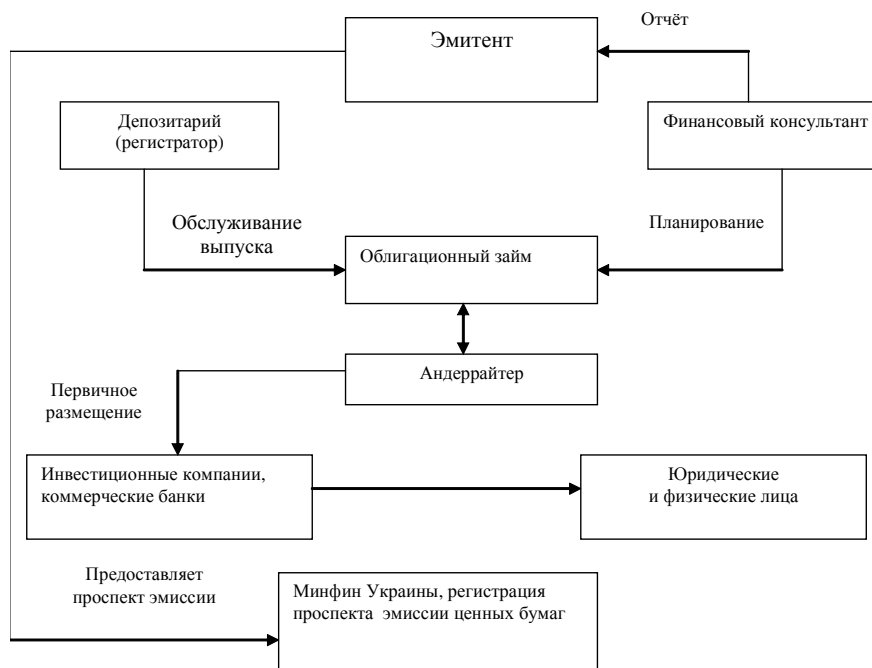 Отчёт
Эмитент
Депозитарий
(регистратор)
Финансовый консультант
Обслуживание
выпуска
Планирование
Облигационный займ
Андеррайтер
Первичное
размещение
Инвестиционные компании,
коммерческие банки
Юридические
и физические лица
Предоставляет
проспект эмиссии
Минфин Украины, регистрация
проспекта эмиссии ценных бумаг